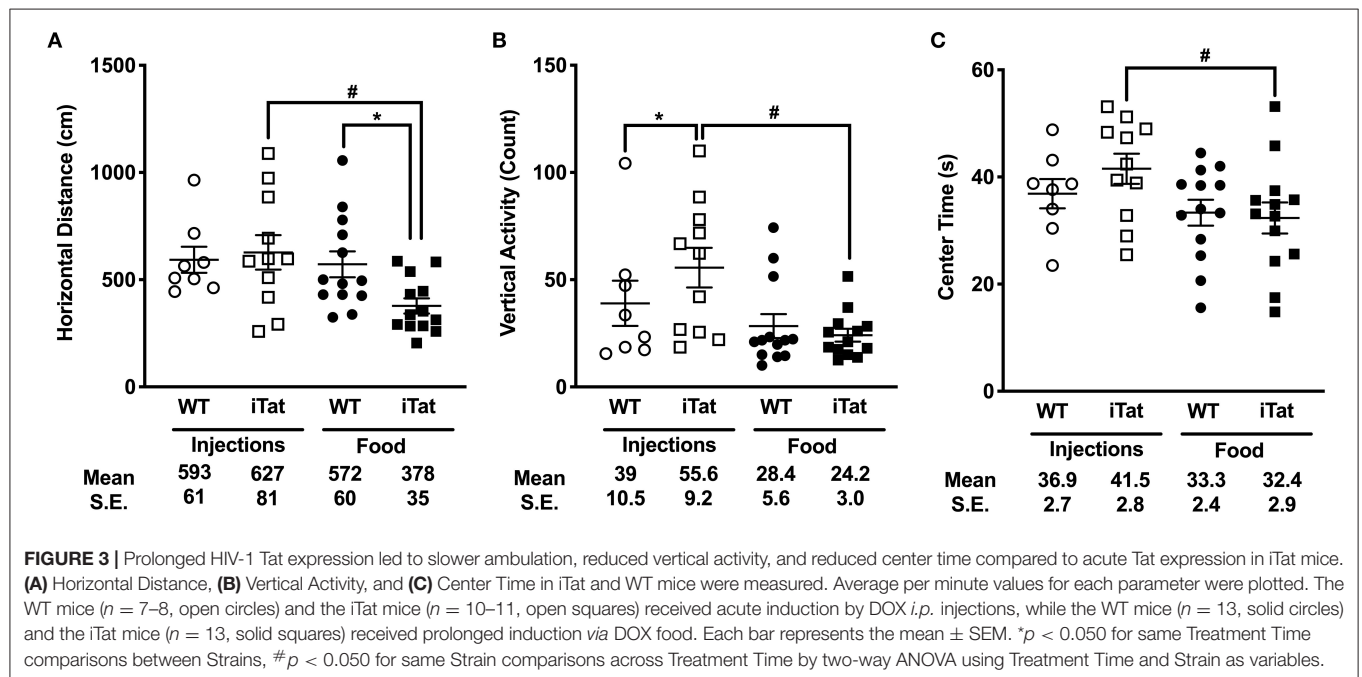 A
1500
1000
500
0
Horizontal Distance (cm)
#
*
WT iTat WT iTat
Injections Food
Mean 593 627 572 378
S.E. 61 81 60 35
B
150
100
50
0
Vertical Activity (Count)
* #
WT iTat WT iTat
Injections Food
Mean 39 55.6 28.4 24.2
S.E. 10.5 9.2 5.6 3.0
C
60
40
20
0
Center Time (s)
#
WT iTat WT iTat
Injections Food
Mean 36.9 41.5 33.3 32.4
S.E. 2.7 2.8 2.4 2.9
FIGURE 3 | Prolonged HIV-1 Tat expression led to slower ambulation, reduced vertical activity, and reduced center time compared to acute Tat expression in iTat mice.
(A) Horizontal Distance, (B) Vertical Activity, and (C) Center Time in iTat and WT mice were measured. Average per minute values for each parameter were plotted. The
WT mice (n = 7–8, open circles) and the iTat mice (n = 10–11, open squares) received acute induction by DOX i.p. injections, while the WT mice (n = 13, solid circles)
and the iTat mice (n = 13, solid squares) received prolonged induction via DOX food. Each bar represents the mean ± SEM. *p < 0.050 for same Treatment Time
comparisons between Strains, #p < 0.050 for same Strain comparisons across Treatment Time by two-way ANOVA using Treatment Time and Strain as variables.